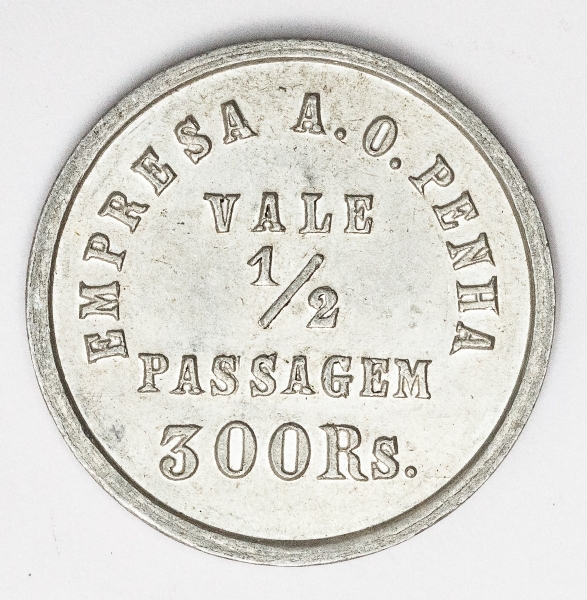 EMPRESA A. O. PENHA
VALE
1/2
PASSAGEM
300Rs.